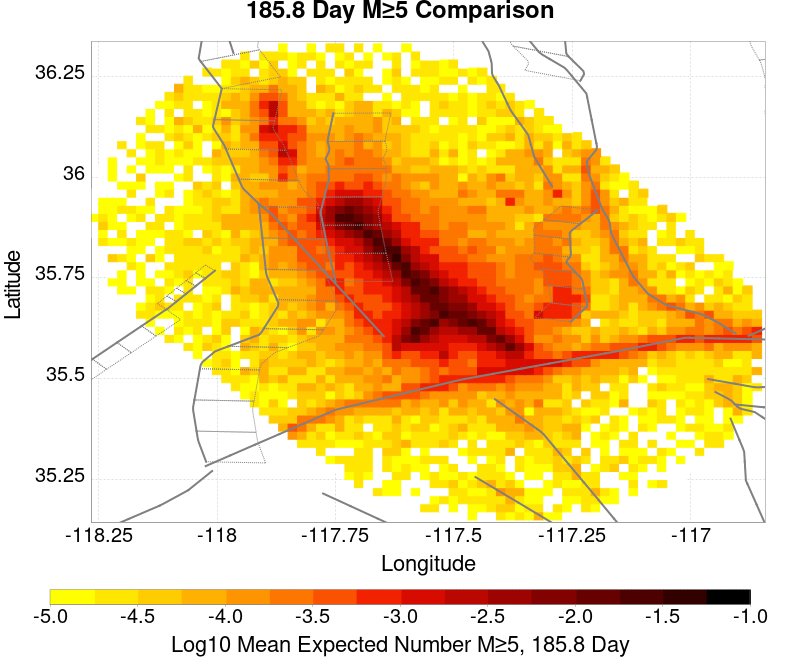 185.8 Day M≥5 Comparison
36.25
36
35.75
35.5
35.25
Latitude
-118.25 -118 -117.75 -117.5 -117.25 -117
Longitude
-5.0 -4.5 -4.0 -3.5 -3.0 -2.5 -2.0 -1.5 -1.0
Log10 Mean Expected Number M≥5, 185.8 Day